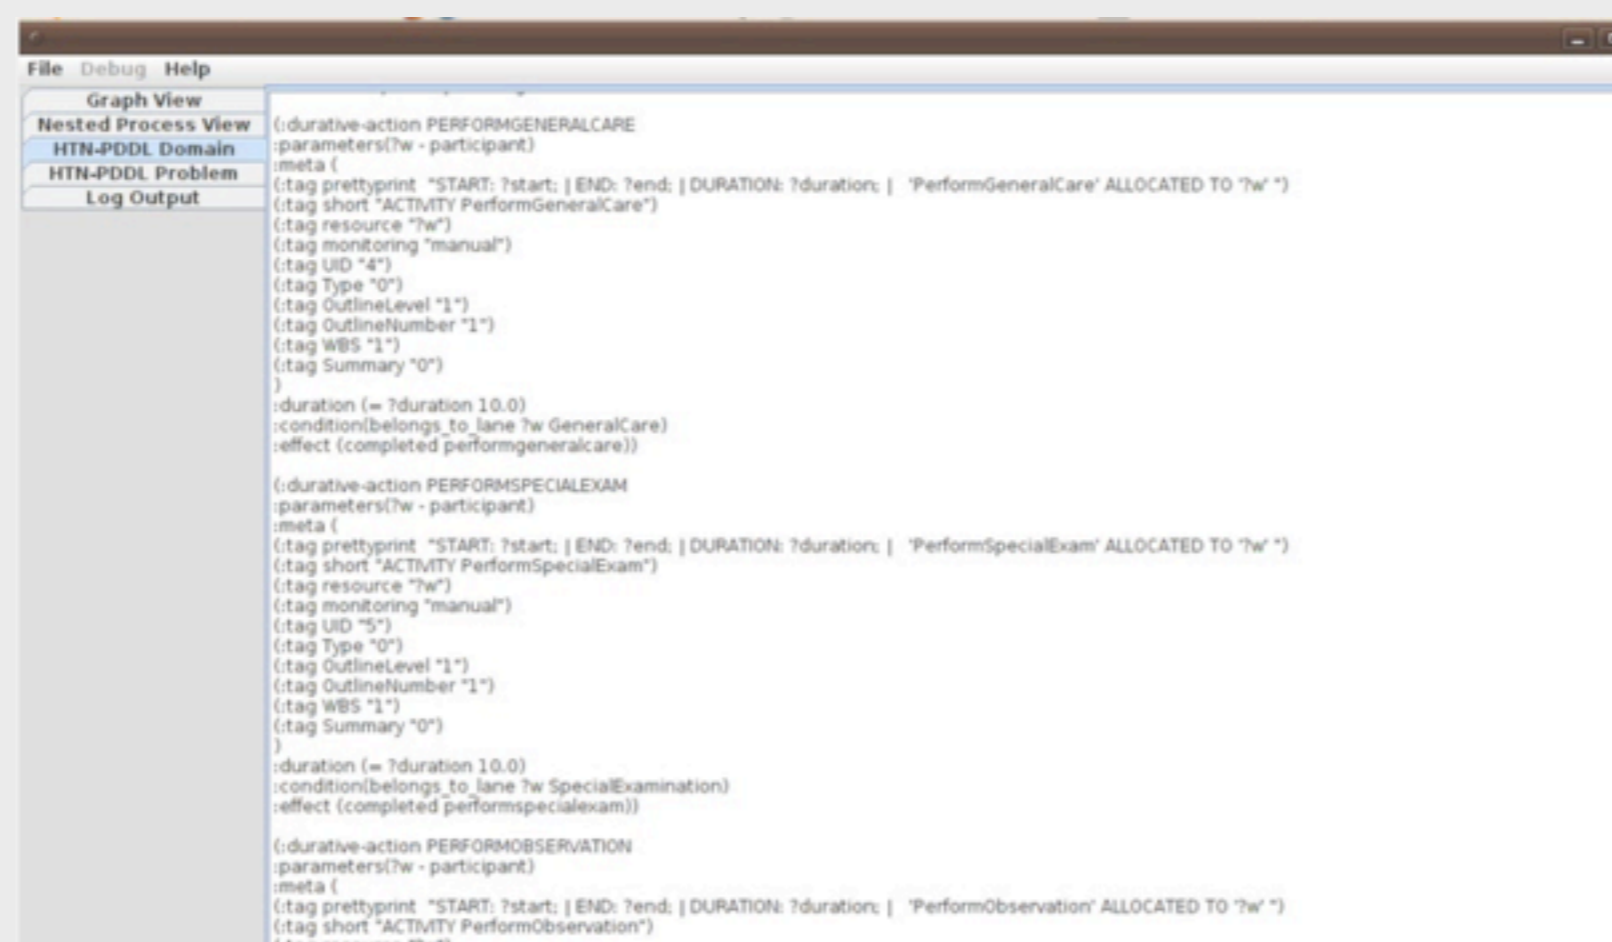 File Debug Help
Graph View
Nested Process View
HTN-PDDL Domain
HTN-PDDL Problem
Log Output
(:durative-action PERFORMGENERALCARE
:parameters(?w - participant)
:meta (
(:tag prettyprint "START: ?start; | END: ?end; | DURATION: ?duration; | 'PerformGeneralCare' ALLOCATED TO '?w' ")
(:tag short "ACTIVITY PerformGeneralCare")
(:tag resource "?w")
(:tag monitoring "manual")
(:tag UID "4")
(:tag Type "0")
(:tag OutlineLevel "1")
(:tag OutlineNumber "1")
(:tag WBS "1")
(:tag Summary "0")
)
:duration (= ?duration 10.0)
:condition(belongs_to_lane ?w GeneralCare)
:effect (completed performgeneralcare))
(:durative-action PERFORMSPECIALEXAM
:parameters(?w - participant)
:meta (
(:tag prettyprint "START: ?start; | END: ?end; | DURATION: ?duration; | 'PerformSpecialExam' ALLOCATED TO '?w' ")
(:tag short "ACTIVITY PerformSpecialExam")
(:tag resource "?w")
(:tag monitoring "manual")
(:tag UID "5")
(:tag Type "0")
(:tag OutlineLevel "1")
(:tag OutlineNumber "1")
(:tag WBS "1")
(:tag Summary "0")
)
:duration (= ?duration 10.0)
:condition(belongs_to_lane ?w SpecialExamination)
:effect (completed performspecialexam))
(:durative-action PERFORMOBSERVATION
:parameters(?w - participant)
:meta (
(:tag prettyprint "START: ?start; | END: ?end; | DURATION: ?duration; | 'PerformObservation' ALLOCATED TO '?w' ")
(:tag short "ACTIVITY PerformObservation")